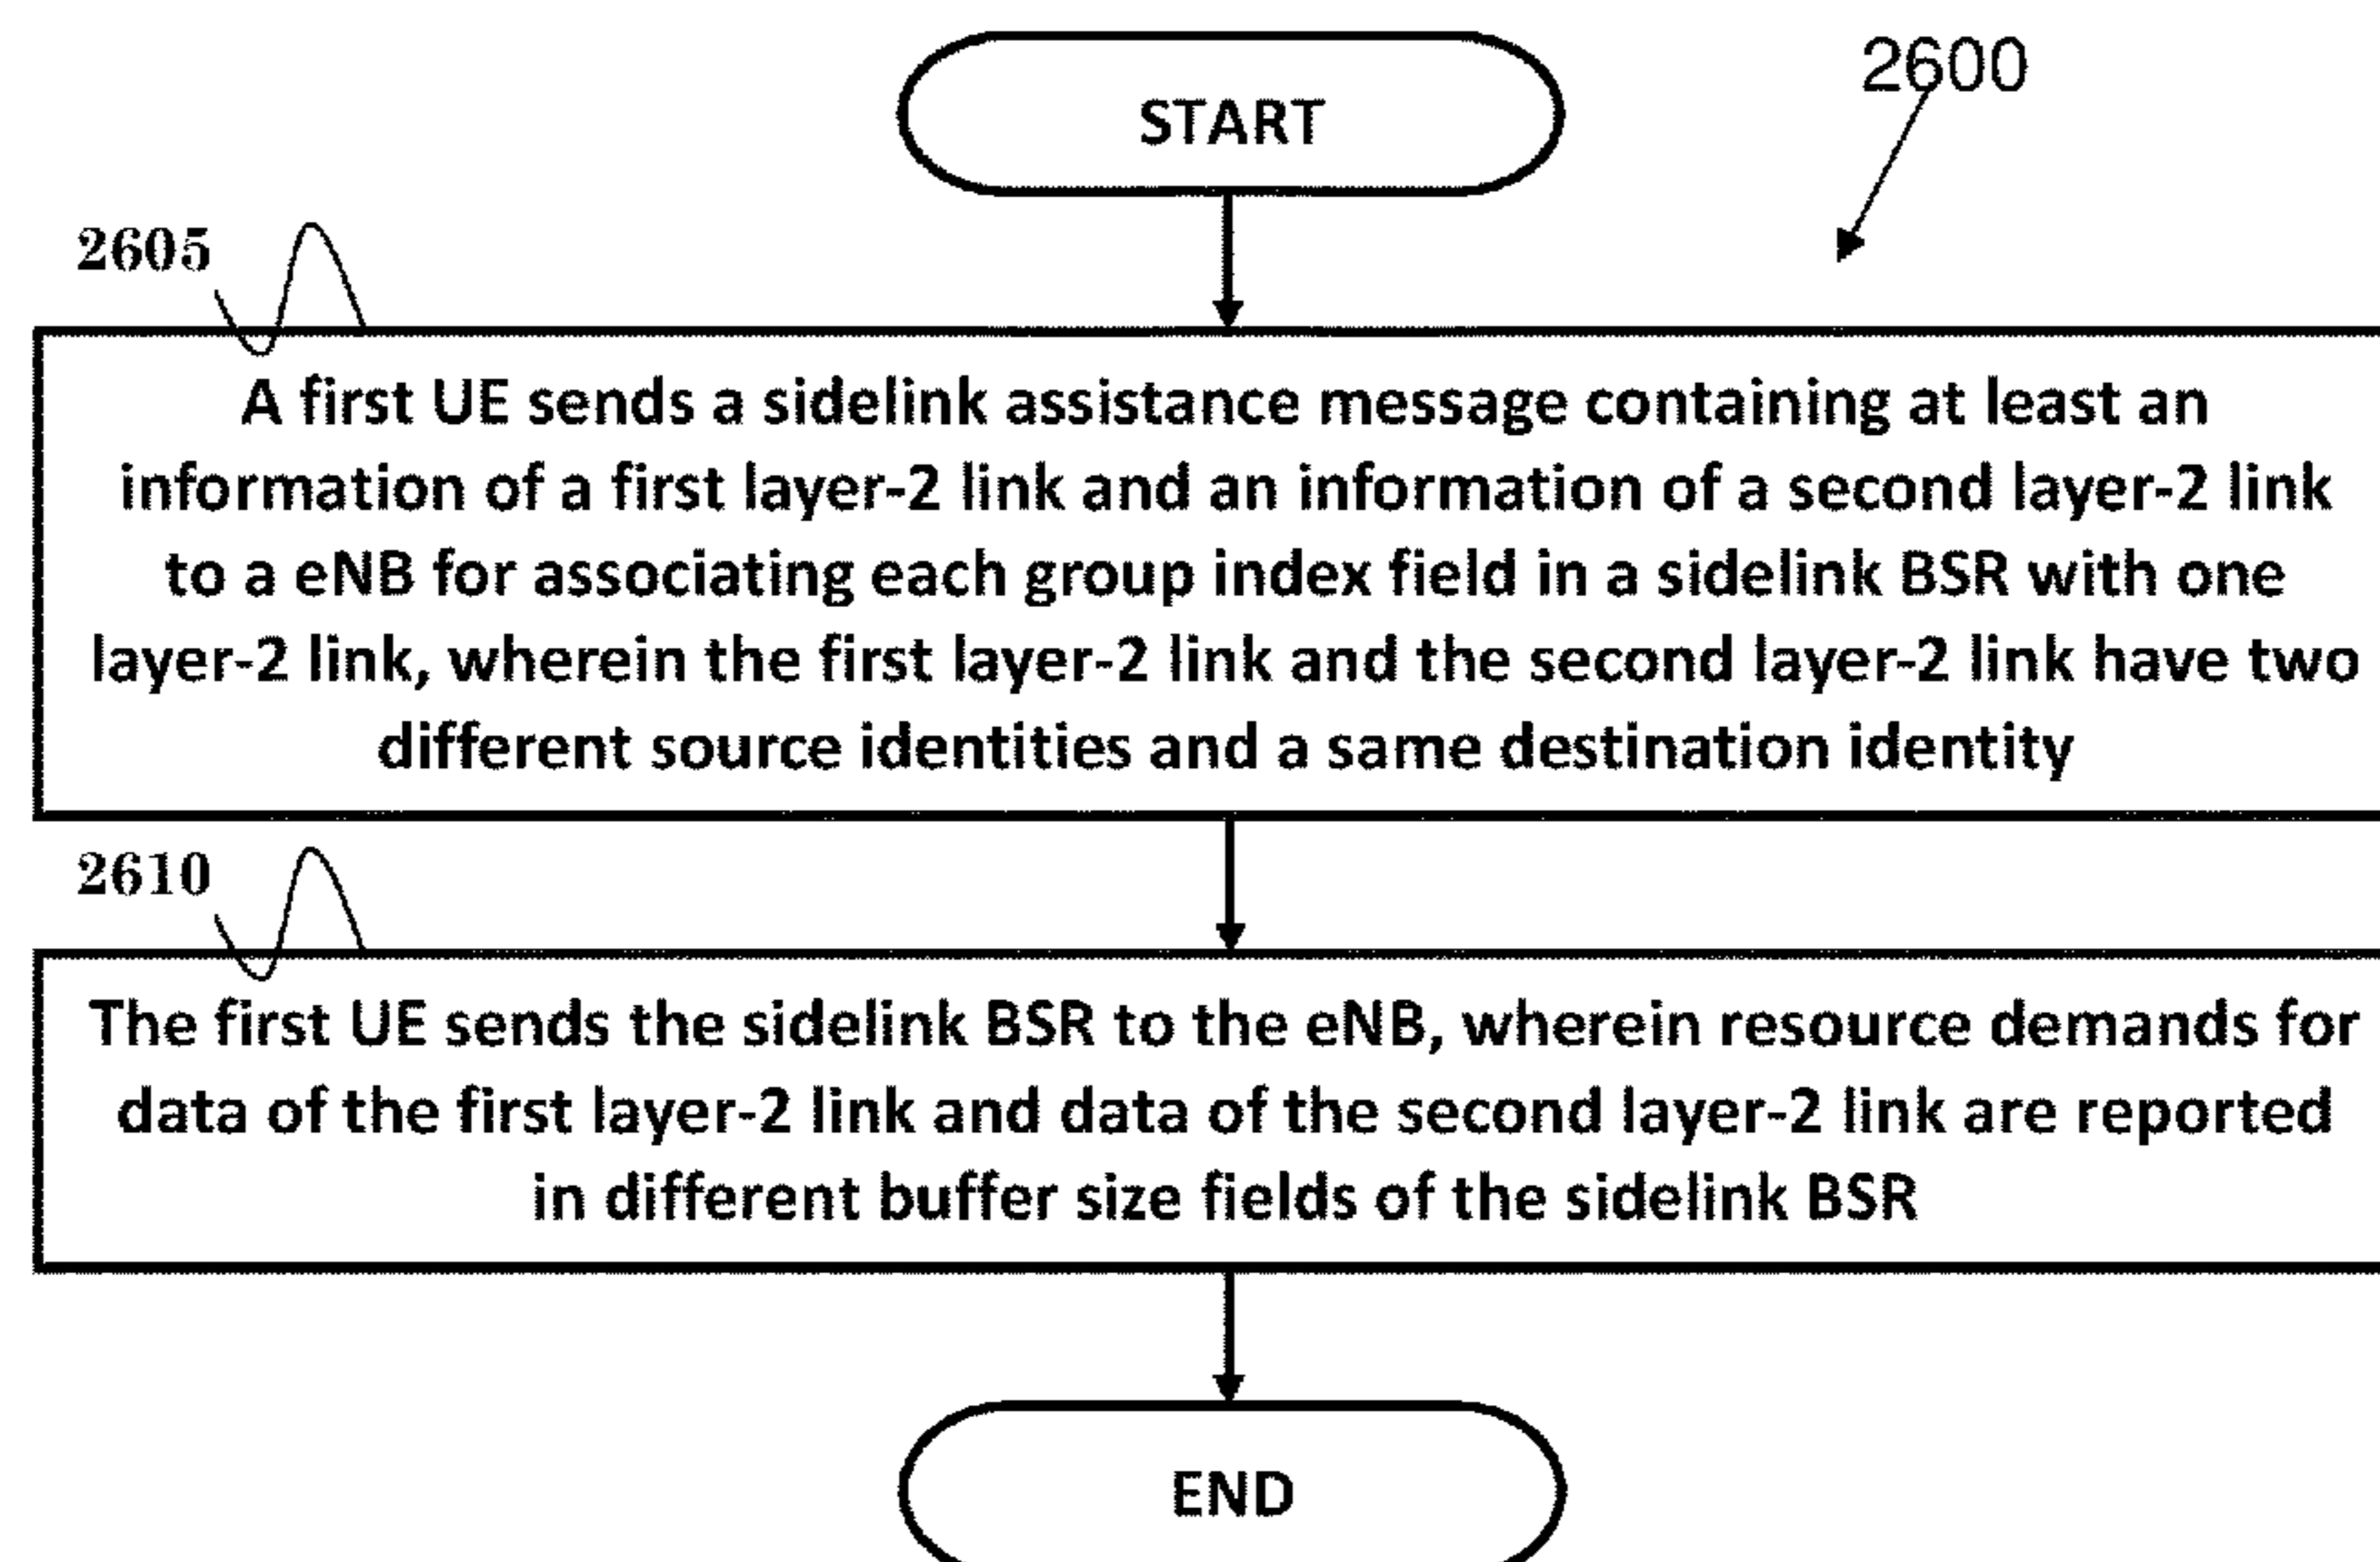 START
2600
2605
A first UE sends a sidelink assistance message containing at least an
information of a first layer-2 link and an information of a second layer-2 link
to a eNB for associating each group index field in a sidelink BSR with one
layer-2 link, wherein the first layer-2 link and the second layer-2 link have two
different source identities and a same destination identity
2610
The first UE sends the sidelink BSR to the eNB, wherein resource demands for
data of the first layer-2 link and data of the second layer-2 link are reported
in different buffer size fields of the sidelink BSR
END